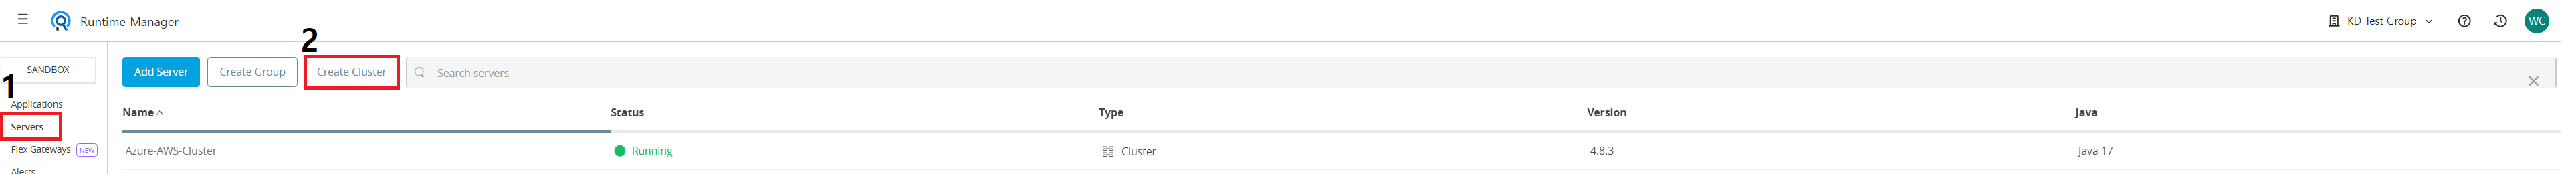 Runtime Manager
KD Test Group
WC
2
SANDBOX
Add Server
Create Group
Create Cluster
Search servers
1
Applications
Name Status Type Version Java
Servers
Flex Gateways NEW
Azure-AWS-Cluster Running Cluster 4.8.3 Java 17
Alerts